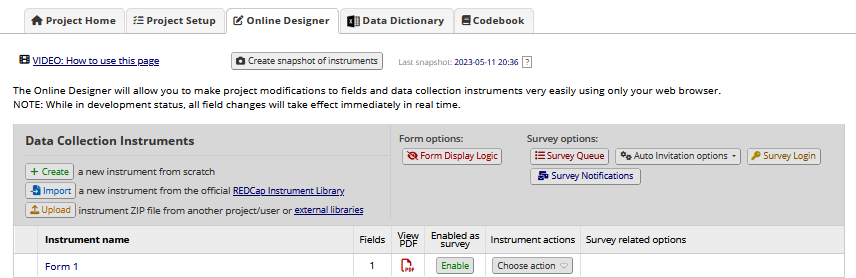 Project Home Project Setup Online Designer Data Dictionary Codebook
VIDEO: How to use this page Create snapshot of instruments Last snapshot: 2023-05-11 20:36 ?
The Online Designer will allow you to make project modifications to fields and data collection instruments very easily using only your web browser.
NOTE: While in development status, all field changes will take effect immediately in real time.
Data Collection Instruments Form options: Survey options:
Form Display Logic Survey Queue Auto Invitation options Survey Login
+ Create a new instrument from scratch
Survey Notifications
Import a new instrument from the official REDCap Instrument Library
Upload instrument ZIP file from another project/user or external libraries
Instrument name Fields View PDF Enabled as survey Instrument actions Survey related options
Form 1 1 PDF Enable Choose action